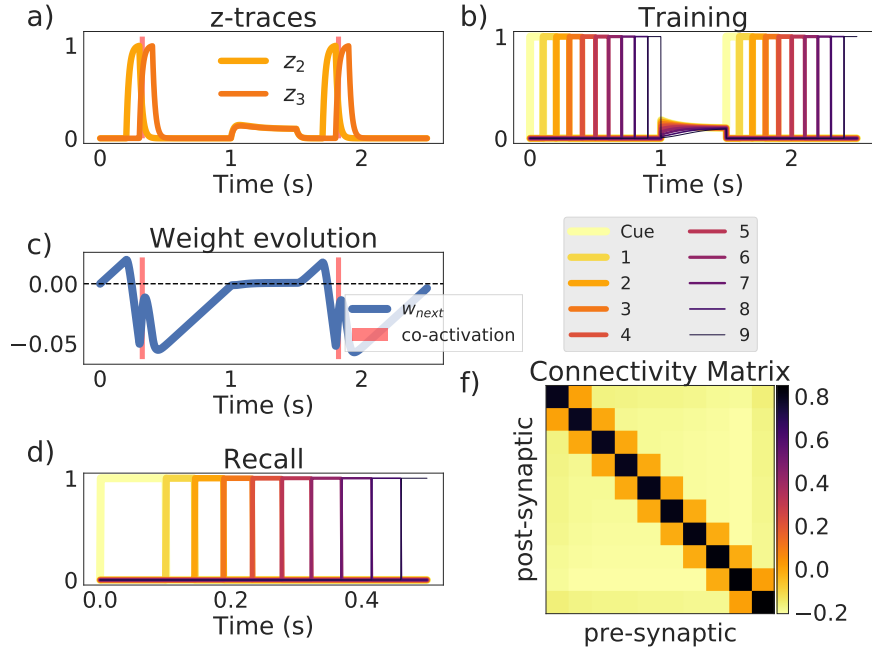 a) z-traces
1
0
z2
z3
0 1 2
Time (s)
b) Training
1
0
0 1 2
Time (s)
c) Weight evolution
0.00
−0.05
w_next
co-activation
0 1 2
Time (s)
Cue 5
1 6
2 7
3 8
4 9
d) Recall
1
0
0.0 0.2 0.4
Time (s)
f) Connectivity Matrix
post-synaptic
pre-synaptic
0.8
0.6
0.4
0.2
0.0
−0.2